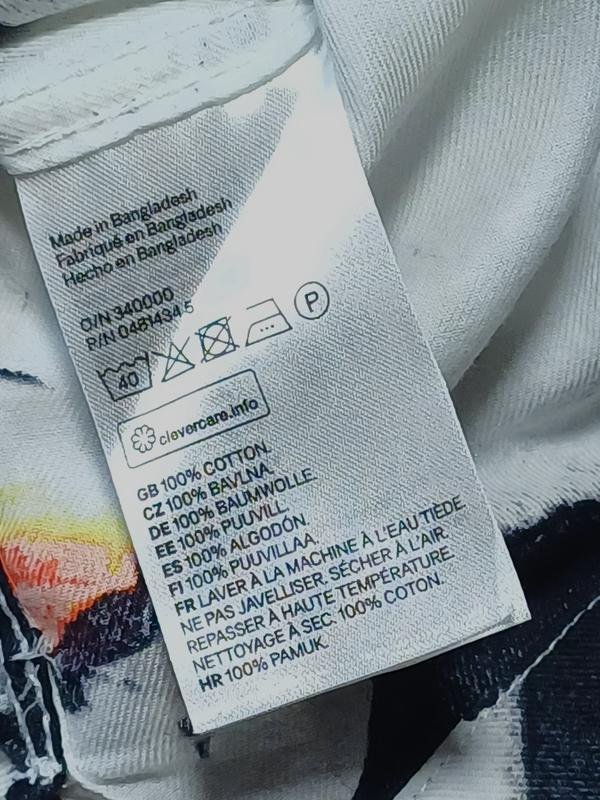 Made in Bangladesh
Fabriqué en Bangladesh
Hecho en Bangladesh
O/N 340000
P/N 0481434-5
40 P
clevercare.info
GB 100% COTTON.
CZ 100% BAVLNA.
DE 100% BAUMWOLLE.
EE 100% PUUVILL.
ES 100% ALGODÓN.
FI 100% PUUVILLAA.
FR LAVER À LA MACHINE À L'EAU TIÈDE.
NE PAS JAVELLISER. SÉCHER À L'AIR.
REPASSER À HAUTE TEMPÉRATURE.
NETTOYAGE À SEC. 100% COTON.
HR 100% PAMUK.